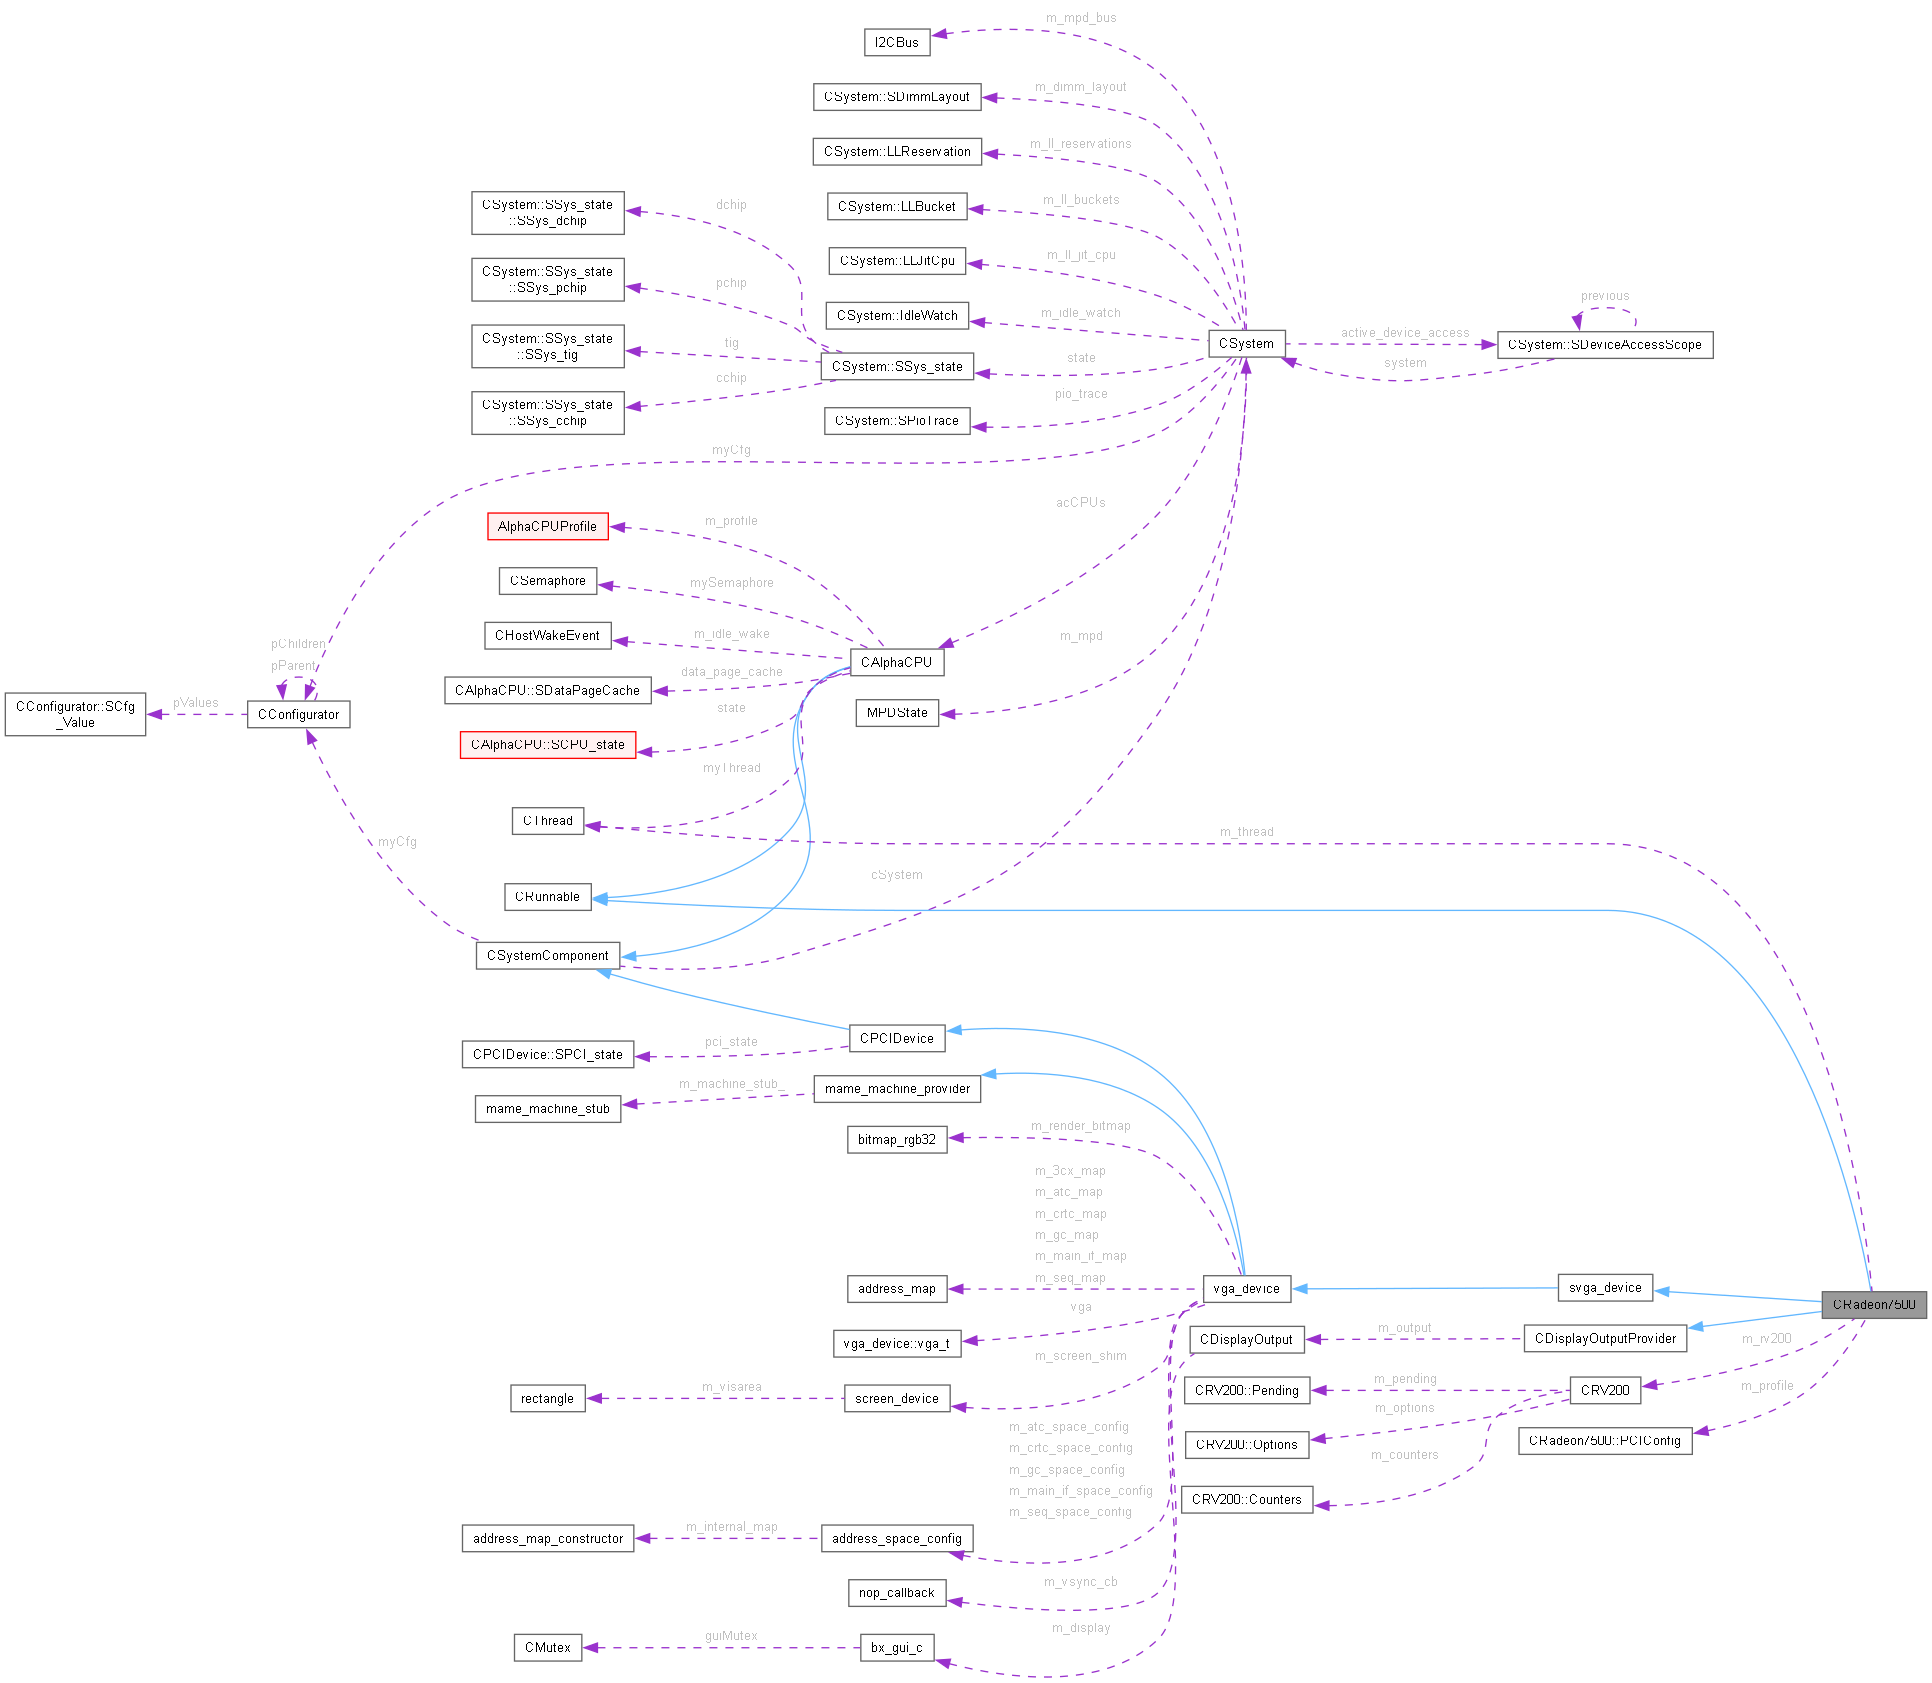 m_mpd_bus
I2CBus
CSystem::SDimmLayout
m_dimm_layout
CSystem::LLReservation
m_ll_reservations
CSystem::SSys_state
::SSys_dchip
dchip
CSystem::LLBucket
m_ll_buckets
CSystem::SSys_state
::SSys_pchip
pchip
CSystem::LLJitCpu
m_ll_jit_cpu
CSystem::IdleWatch
m_idle_watch
previous
CSystem::SSys_state
::SSys_tig
tig
CSystem
active_device_access
CSystem::SDeviceAccessScope
system
CSystem::SSys_state
state
cchip
CSystem::SSys_state
::SSys_cchip
CSystem::SPioTrace
pio_trace
myCfg
acCPUs
AlphaCPUProfile
m_profile
CSemaphore
mySemaphore
CHostWakeEvent
m_idle_wake
m_mpd
pChildren
pParent
CAlphaCPU
CAlphaCPU::SDataPageCache
data_page_cache
CConfigurator::SCfg
_Value
pValues
CConfigurator
state
MPDState
CAlphaCPU::SCPU_state
myThread
CThread
m_thread
myCfg
cSystem
CRunnable
CSystemComponent
CPCIDevice
CPCIDevice::SPCI_state
pci_state
mame_machine_provider
m_machine_stub_
mame_machine_stub
bitmap_rgb32
m_render_bitmap
m_3cx_map
m_atc_map
m_crtc_map
m_gc_map
m_main_if_map
m_seq_map
address_map
vga_device
svga_device
CRadeon7500
vga
vga_device::vga_t
CDisplayOutput
m_output
CDisplayOutputProvider
m_rv200
m_screen_shim
rectangle
m_visarea
screen_device
CRV200::Pending
m_pending
CRV200
m_profile
m_options
CRV200::Options
CRadeon7500::PCIConfig
m_counters
CRV200::Counters
m_atc_space_config
m_crtc_space_config
m_gc_space_config
m_main_if_space_config
m_seq_space_config
address_map_constructor
m_internal_map
address_space_config
nop_callback
m_vsync_cb
CMutex
guiMutex
bx_gui_c
m_display